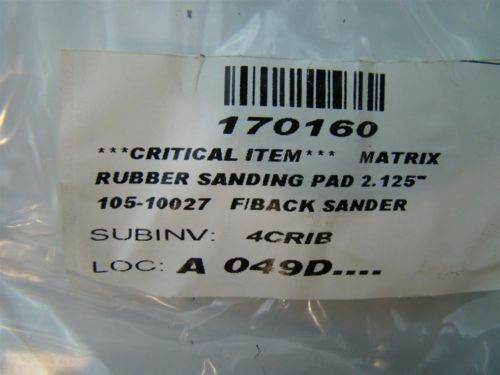 170160
***CRITICAL ITEM*** MATRIX
RUBBER SANDING PAD 2.125"
105-10027 F/BACK SANDER
SUBINV: 4CRIB
LOC: A 049D....